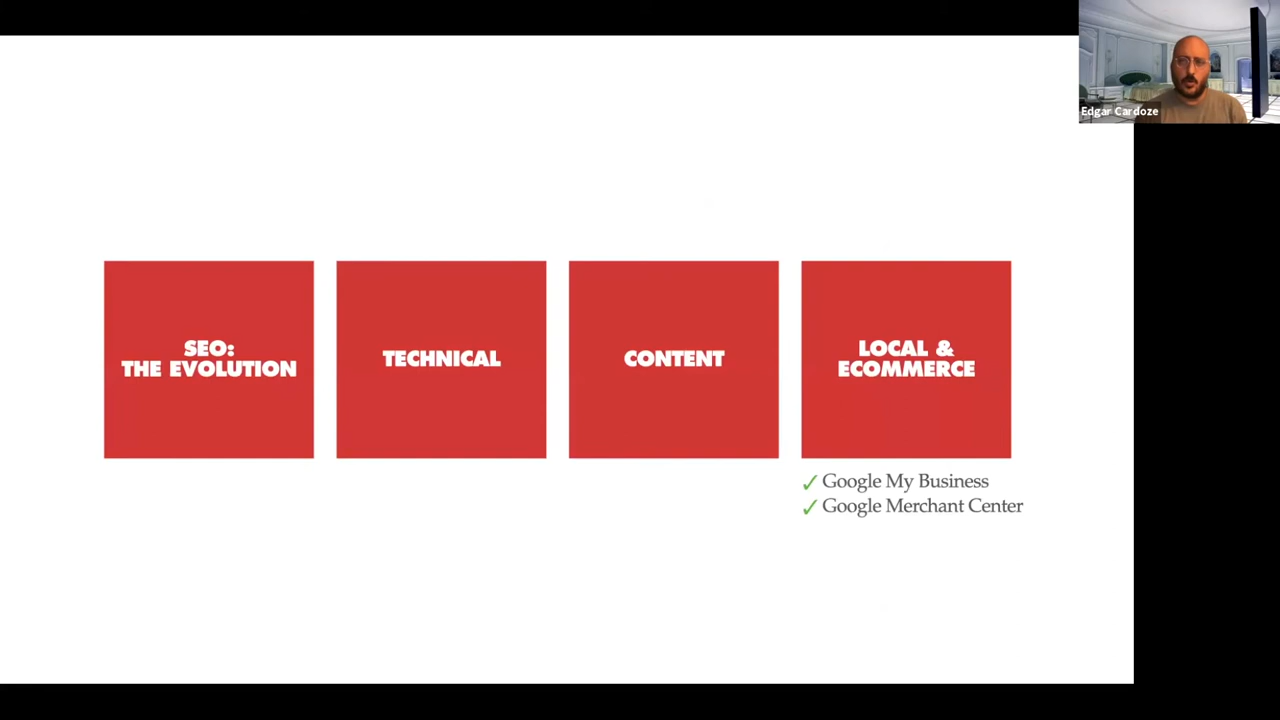 Edgar Cardoze
SEO:
THE EVOLUTION
TECHNICAL
CONTENT
LOCAL &
ECOMMERCE
✓ Google My Business
✓ Google Merchant Center